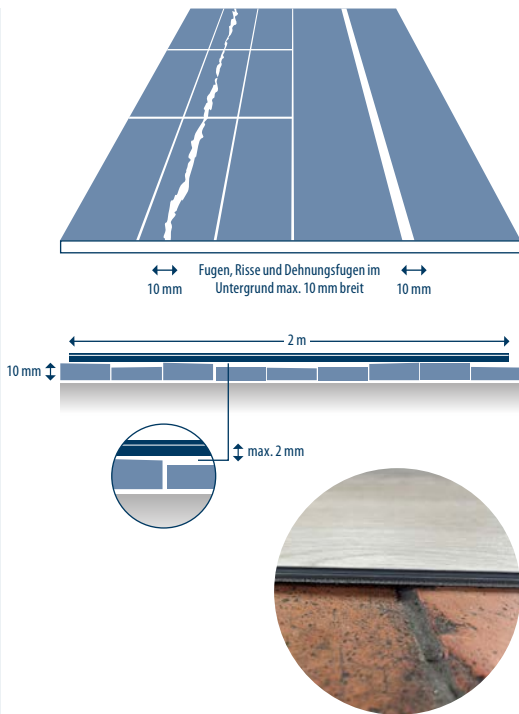 Fugen, Risse und Dehnungsfugen im
Untergrund max. 10 mm breit
10 mm
10 mm
2 m
10 mm
max. 2 mm